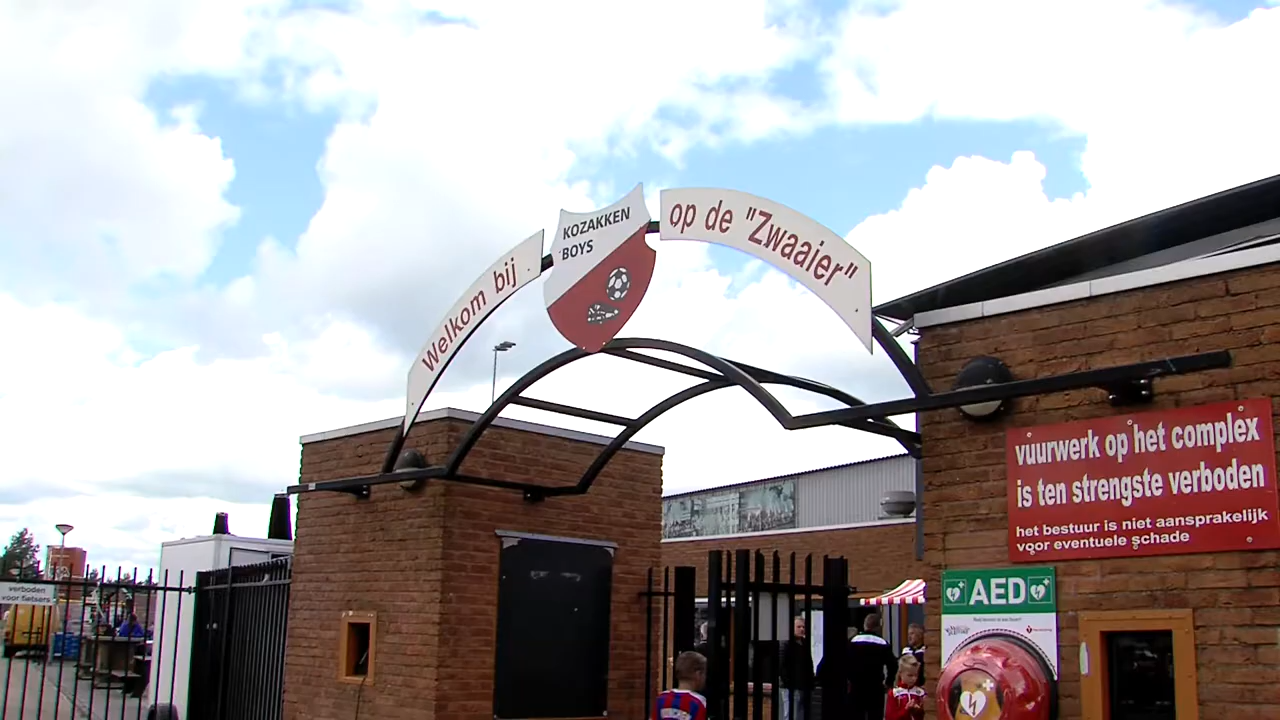 Welkom bij
KOZAKKEN
BOYS
op de "Zwaaier"
vuurwerk op het complex
is ten strengste verboden
het bestuur is niet aansprakelijk
voor eventuele schade
AED
verboden
voor fietsers